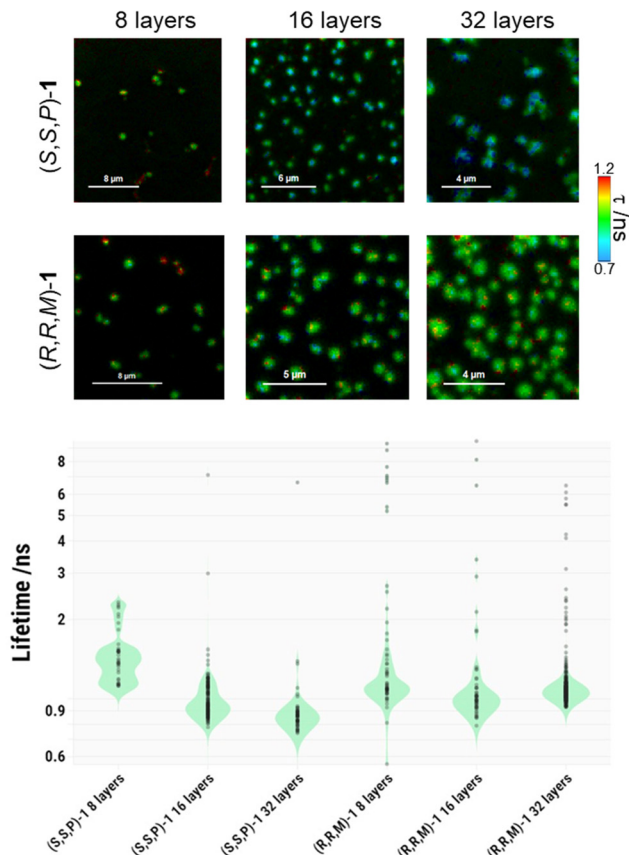 8 layers 16 layers 32 layers
(S,S,P)-1
8 µm 6 µm 4 µm
1.2
τ /ns
0.7
(R,R,M)-1
8 µm 5 µm 4 µm
Lifetime /ns
8
6
5
4
3
2
0.9
0.6
(S,S,P)-1 8 layers
(S,S,P)-1 16 layers
(S,S,P)-1 32 layers
(R,R,M)-1 8 layers
(R,R,M)-1 16 layers
(R,R,M)-1 32 layers